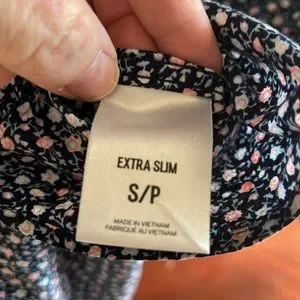 EXTRA SLIM
S/P
MADE IN VIETNAM
FABRIQUÉ AU VIETNAM